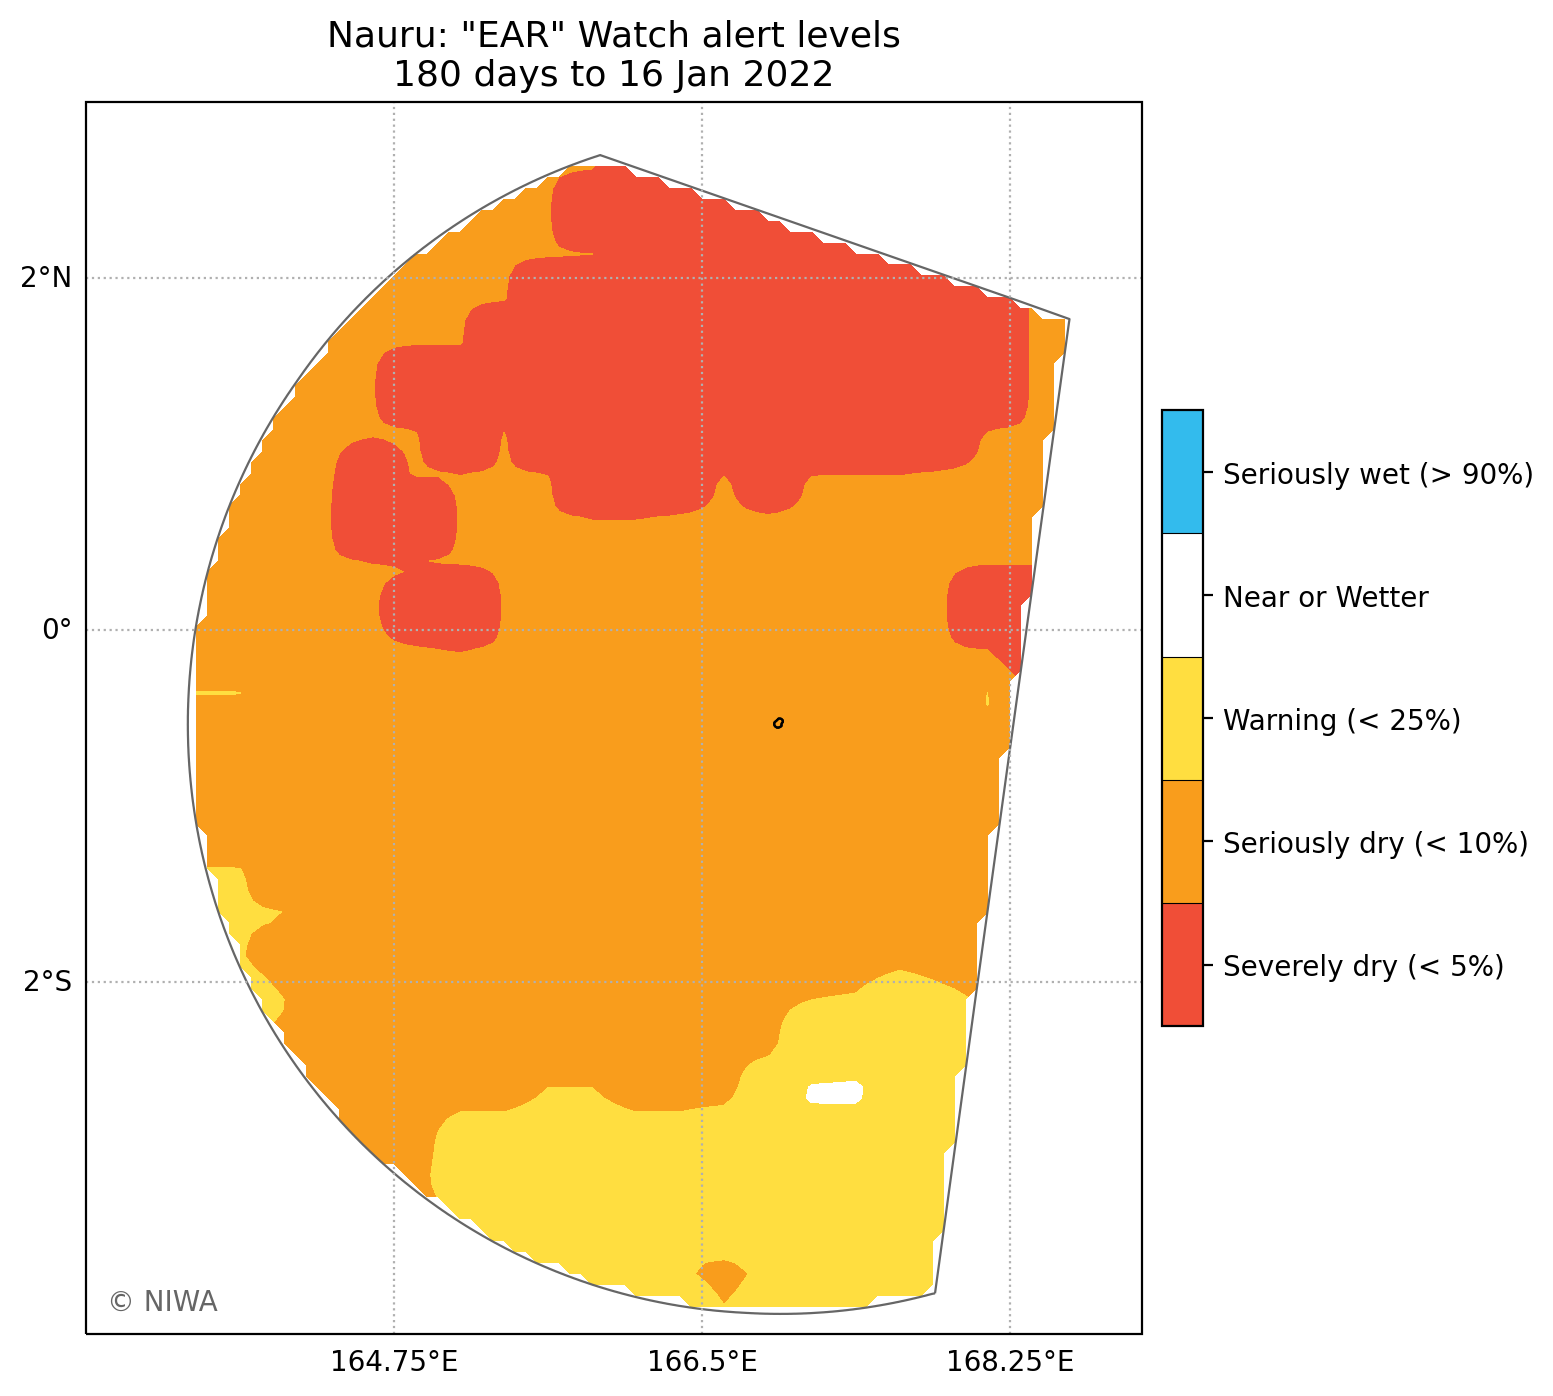 Nauru: "EAR" Watch alert levels
180 days to 16 Jan 2022
2°N
0°
2°S
164.75°E
166.5°E
168.25°E
© NIWA
Seriously wet (> 90%)
Near or Wetter
Warning (< 25%)
Seriously dry (< 10%)
Severely dry (< 5%)